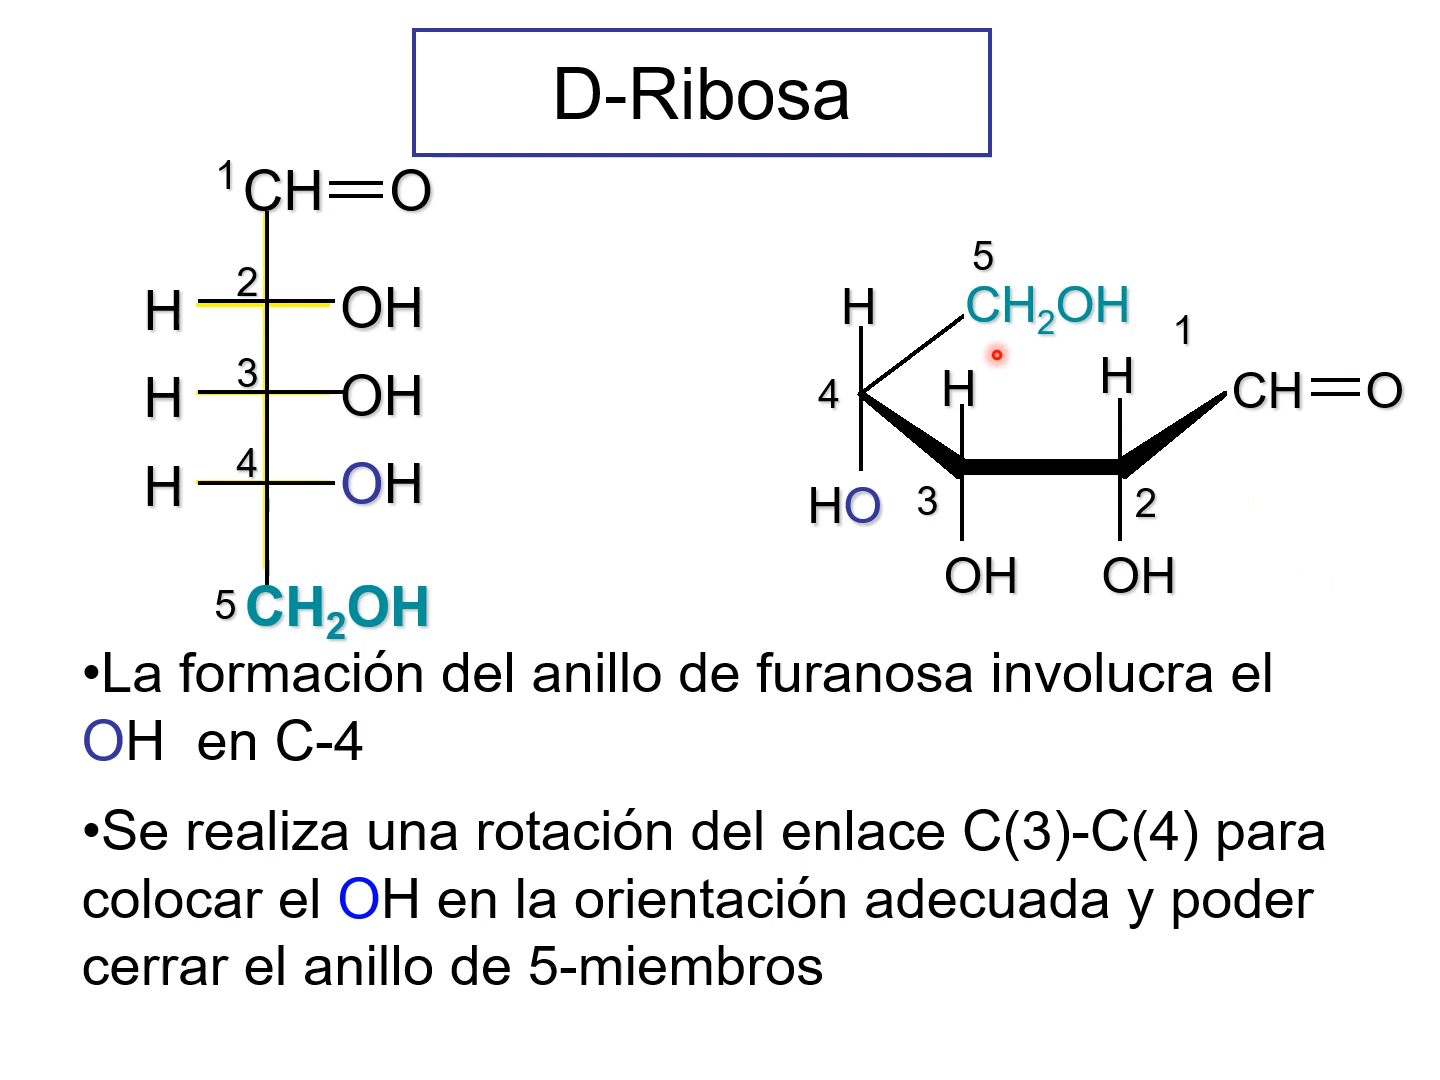 D-Ribosa
1 CH=O
2
H OH
3
H OH
4
H OH
5 CH₂OH
5
H CH₂OH
1
4 H H CH=O
HO 3 2
OH OH
•La formación del anillo de furanosa involucra el
OH en C-4
•Se realiza una rotación del enlace C(3)-C(4) para
colocar el OH en la orientación adecuada y poder
cerrar el anillo de 5-miembros